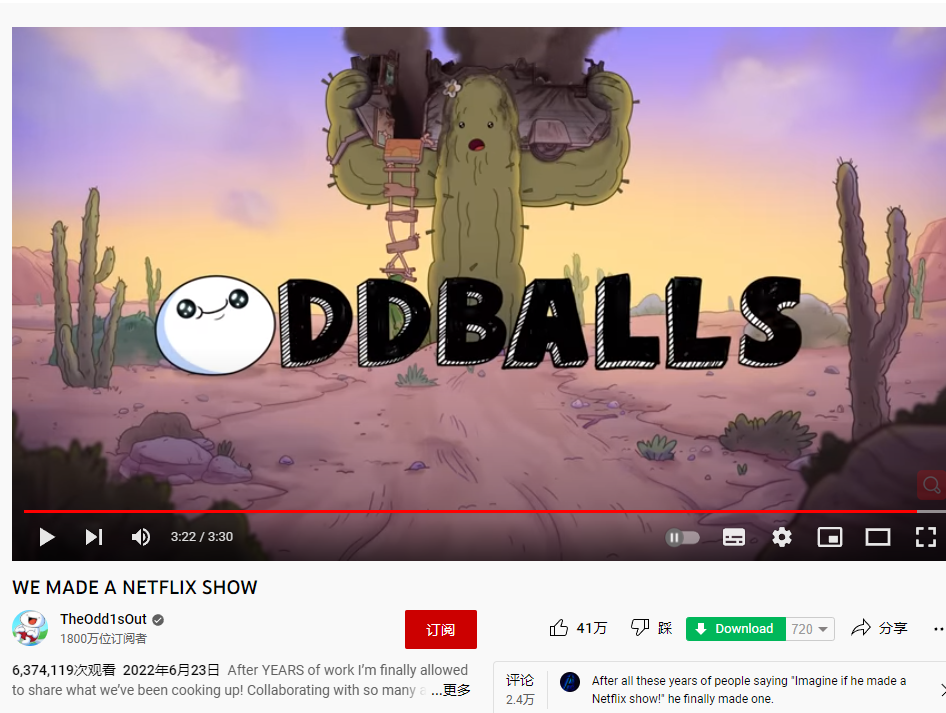 ODDBALLS
3:22 / 3:30
WE MADE A NETFLIX SHOW
TheOdd1sOut
1800万位订阅者
订阅
41万
踩
Download
720
分享
6,374,119次观看 2022年6月23日 After YEARS of work I'm finally allowed
to share what we've been cooking up! Collaborating with so many a ...更多
评论
2.4万
After all these years of people saying "Imagine if he made a
Netflix show!" he finally made one.